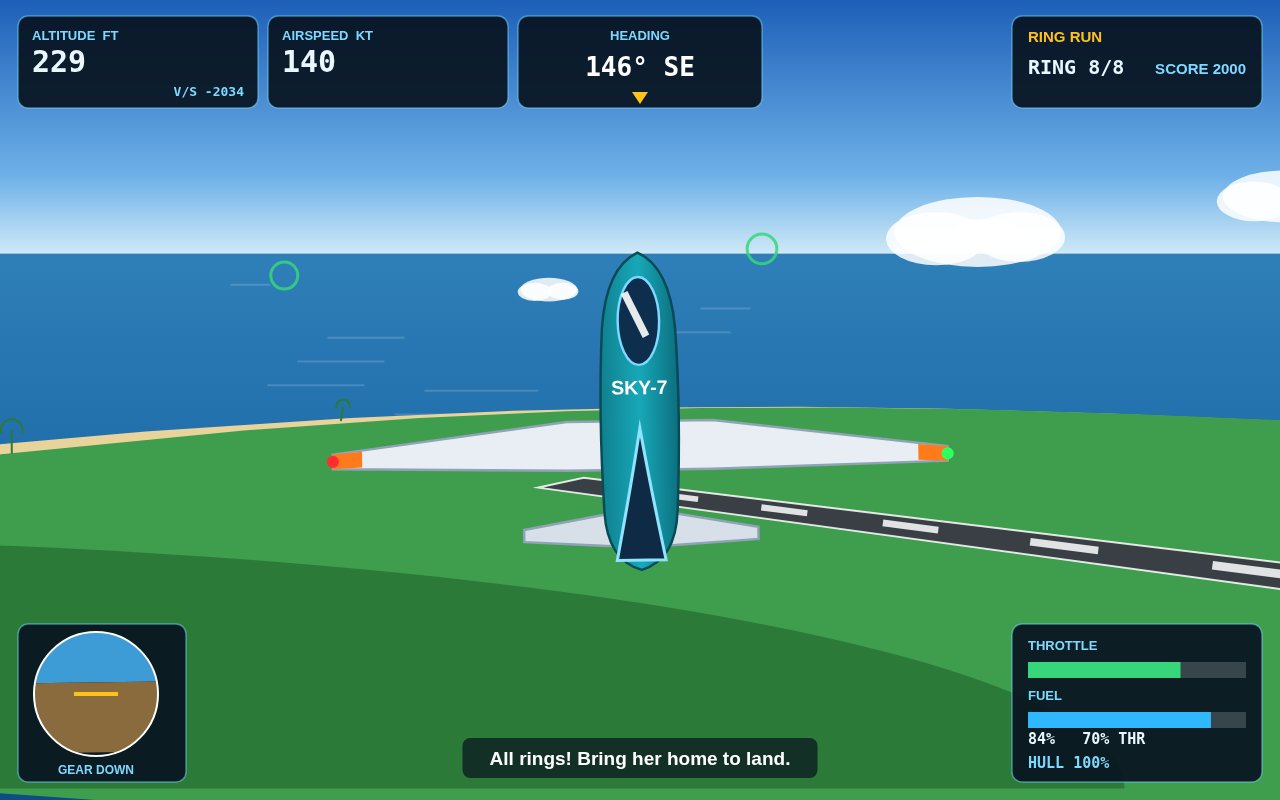 ALTITUDE FT
229
V/S -2034
AIRSPEED KT
140
HEADING
146° SE
RING RUN
RING 8/8 SCORE 2000
SKY-7
GEAR DOWN
All rings! Bring her home to land.
THROTTLE
FUEL
84% 70% THR
HULL 100%